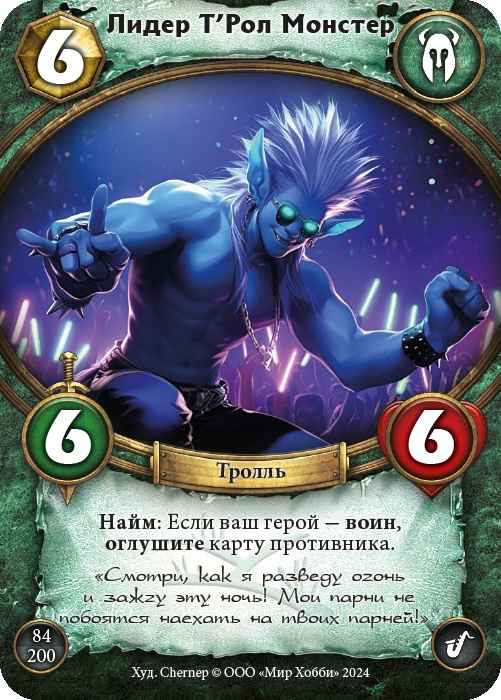 Лидер Т’Рол Монстер
6
6
6
Тролль
Найм: Если ваш герой – воин,
оглушите карту противника.
«Смотри, как я разведу огонь
и зажгу эту ночь! Мои парни не
побоятся наехать на твоих парней!»
84
200
Худ. Chernep © ООО «Мир Хобби» 2024